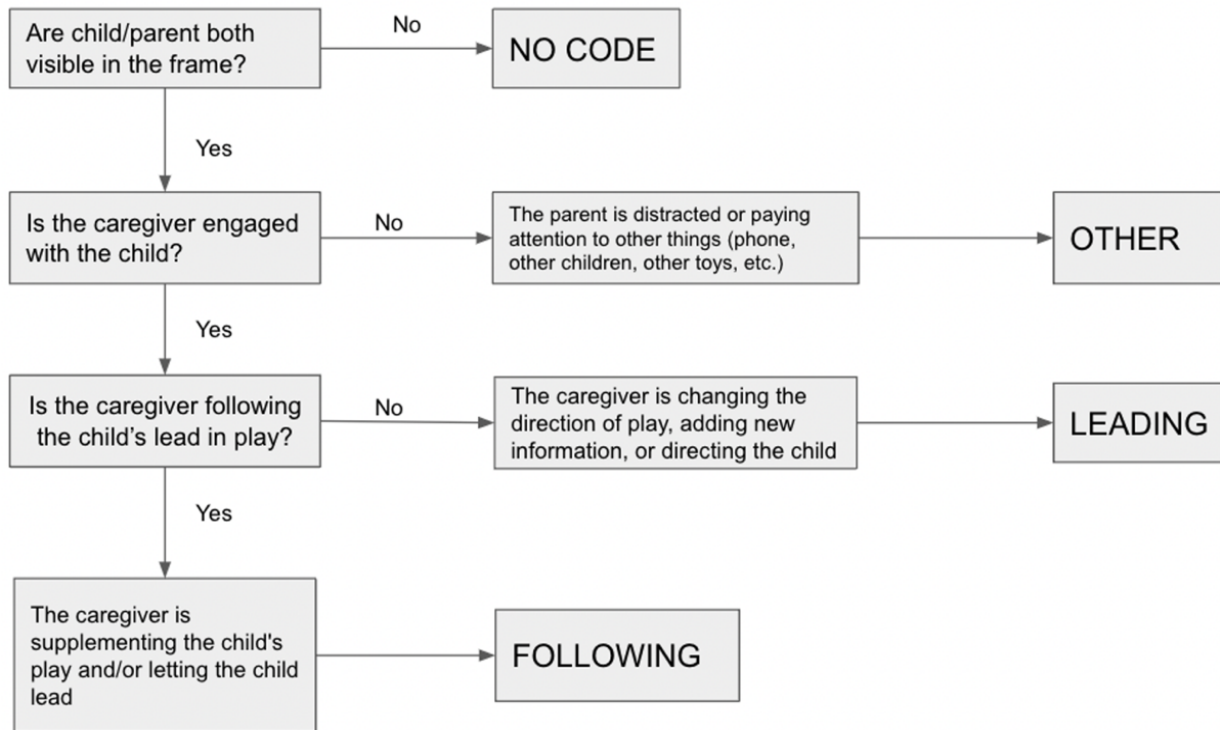 Are child/parent both
visible in the frame?
No
NO CODE
Yes
Is the caregiver engaged
with the child?
No
The parent is distracted or paying
attention to other things (phone,
other children, other toys, etc.)
OTHER
Yes
Is the caregiver following
the child's lead in play?
No
The caregiver is changing the
direction of play, adding new
information, or directing the child
LEADING
Yes
The caregiver is
supplementing the child's
play and/or letting the child
lead
FOLLOWING